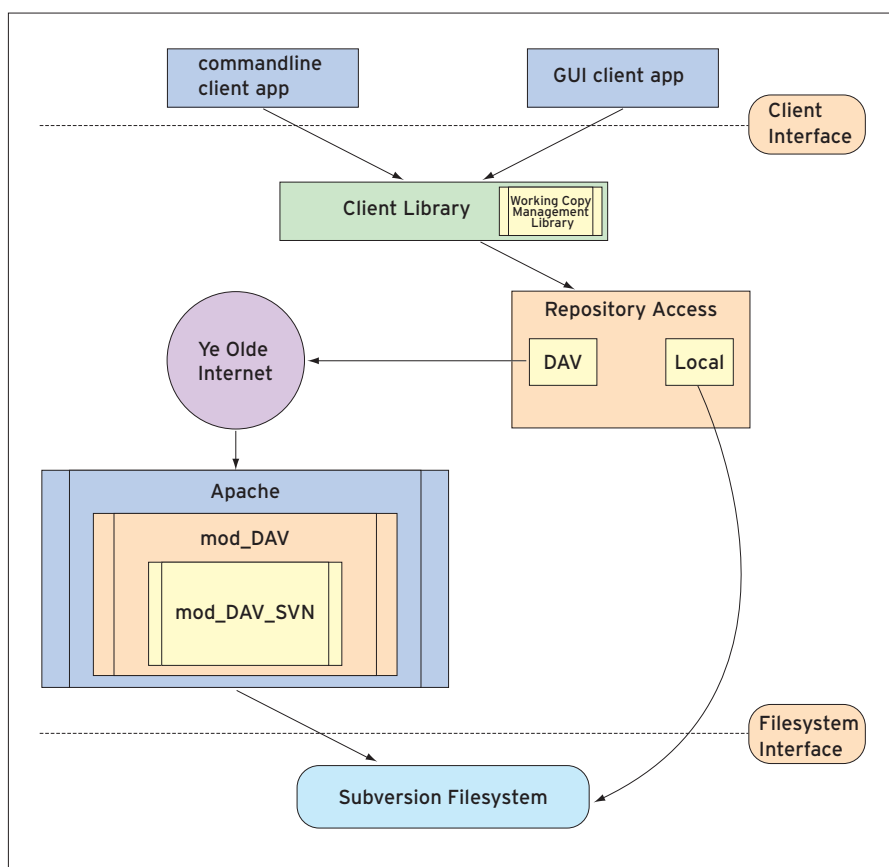 commandline
client app
GUI client app
Client
Interface
Client Library
Working Copy
Management
Library
Repository Access
DAV
Local
Ye Olde
Internet
Apache
mod_DAV
mod_DAV_SVN
Filesystem
Interface
Subversion Filesystem